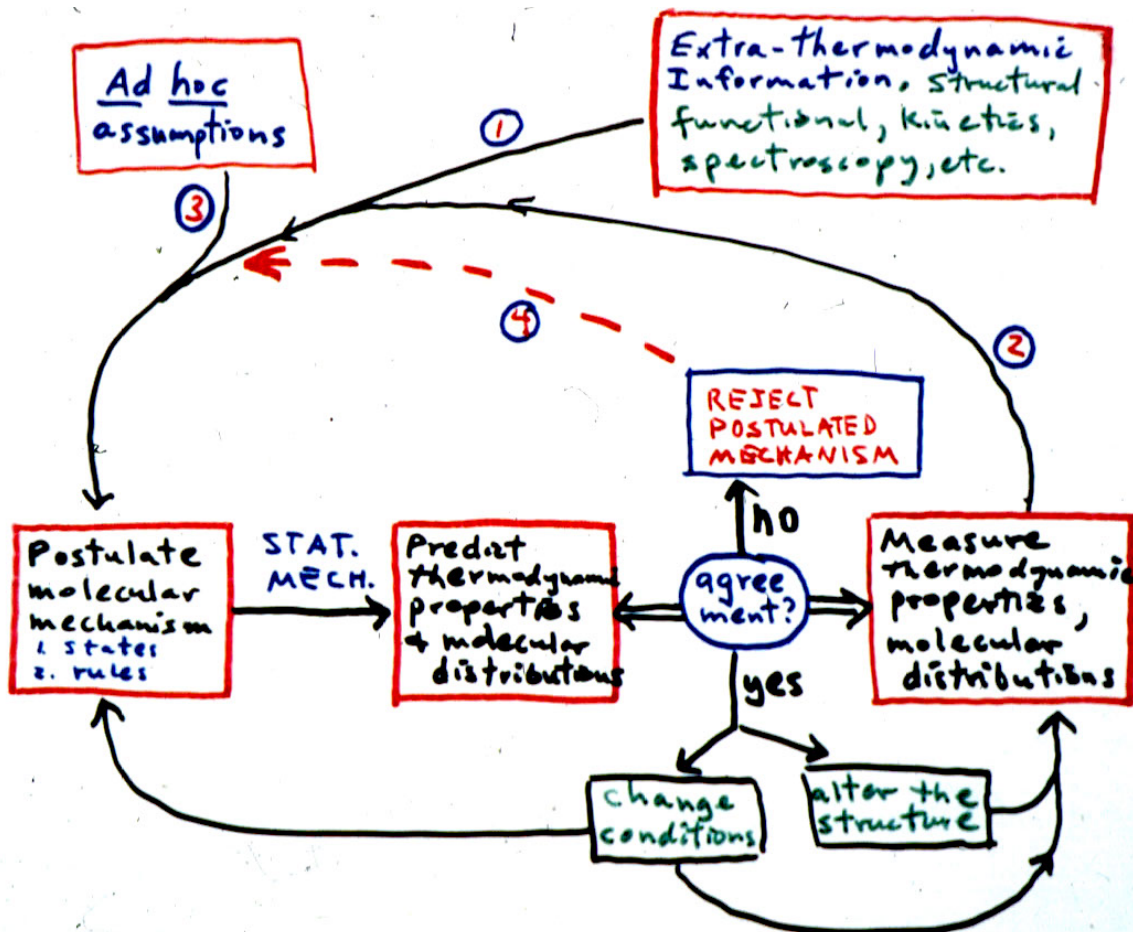 Ad hoc
assumptions
Extra-thermodynamic
Information. Structural
functional, kinetics,
spectroscopy, etc.
1
3
4
2
REJECT
POSTULATED
MECHANISM
no
Postulate
molecular
mechanism
1. states
2. rules
STAT.
MECH.
Predict
thermodynamic
properties
& molecular
distributions
agree
ment?
Measure
thermodynamic
properties,
molecular
distributions
yes
change
conditions
alter the
structure